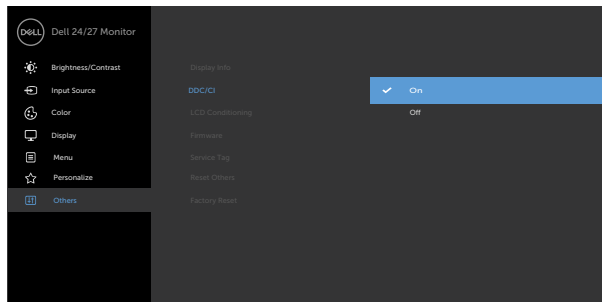 DELL Dell 24/27 Monitor
Brightness/Contrast
Input Source
Color
Display
Menu
Personalize
Others
Display Info
DDC/CI
LCD Conditioning
Firmware
Service Tag
Reset Others
Factory Reset
On
Off